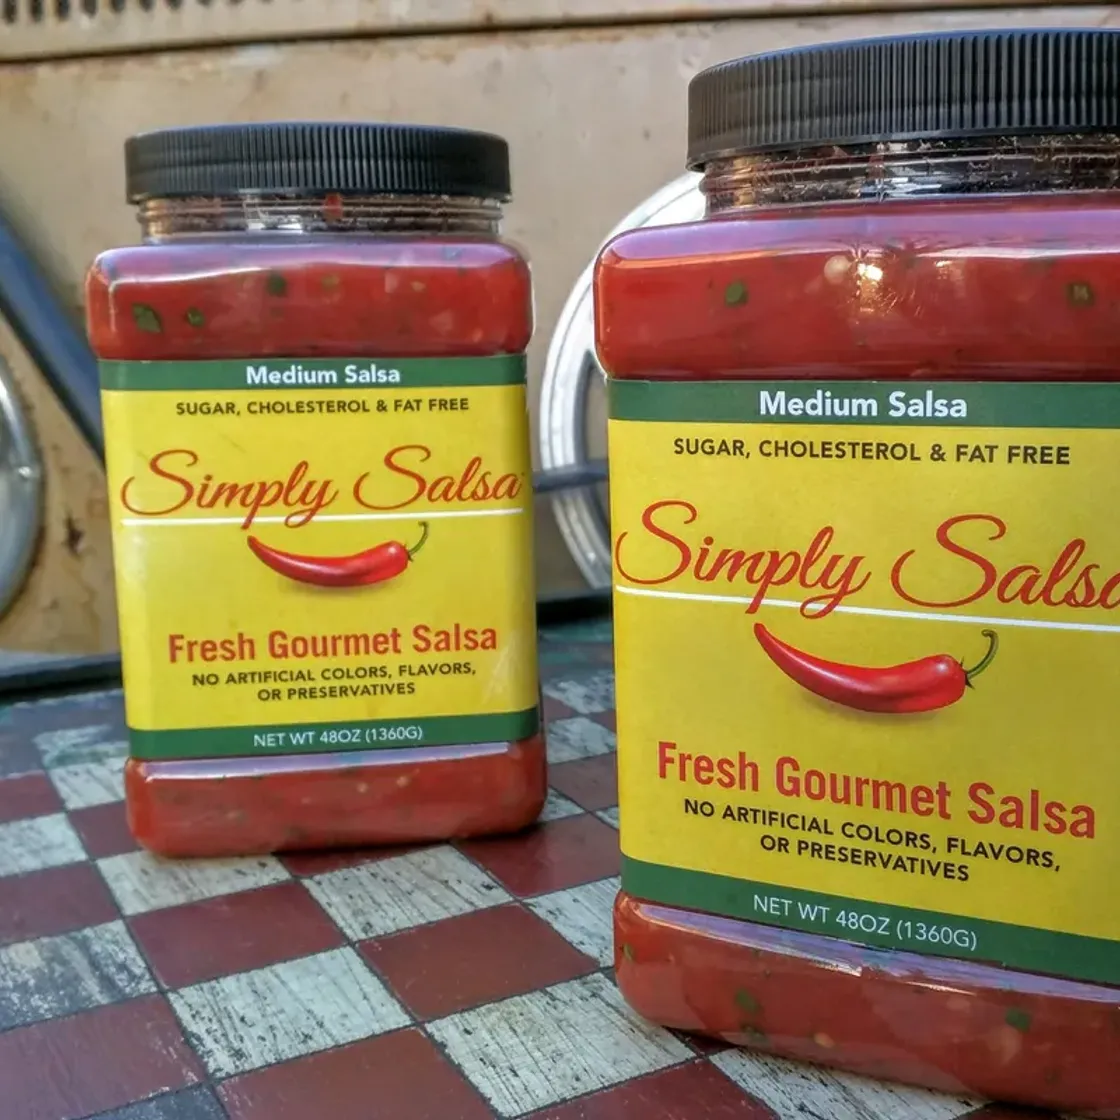 Medium Salsa
SUGAR, CHOLESTEROL & FAT FREE
Simply Salsa
Fresh Gourmet Salsa
NO ARTIFICIAL COLORS, FLAVORS,
OR PRESERVATIVES
NET WT 48OZ (1360G)
Medium Salsa
SUGAR, CHOLESTEROL & FAT FREE
Simply Salsa
Fresh Gourmet Salsa
NO ARTIFICIAL COLORS, FLAVORS,
OR PRESERVATIVES
NET WT 48OZ (1360G)